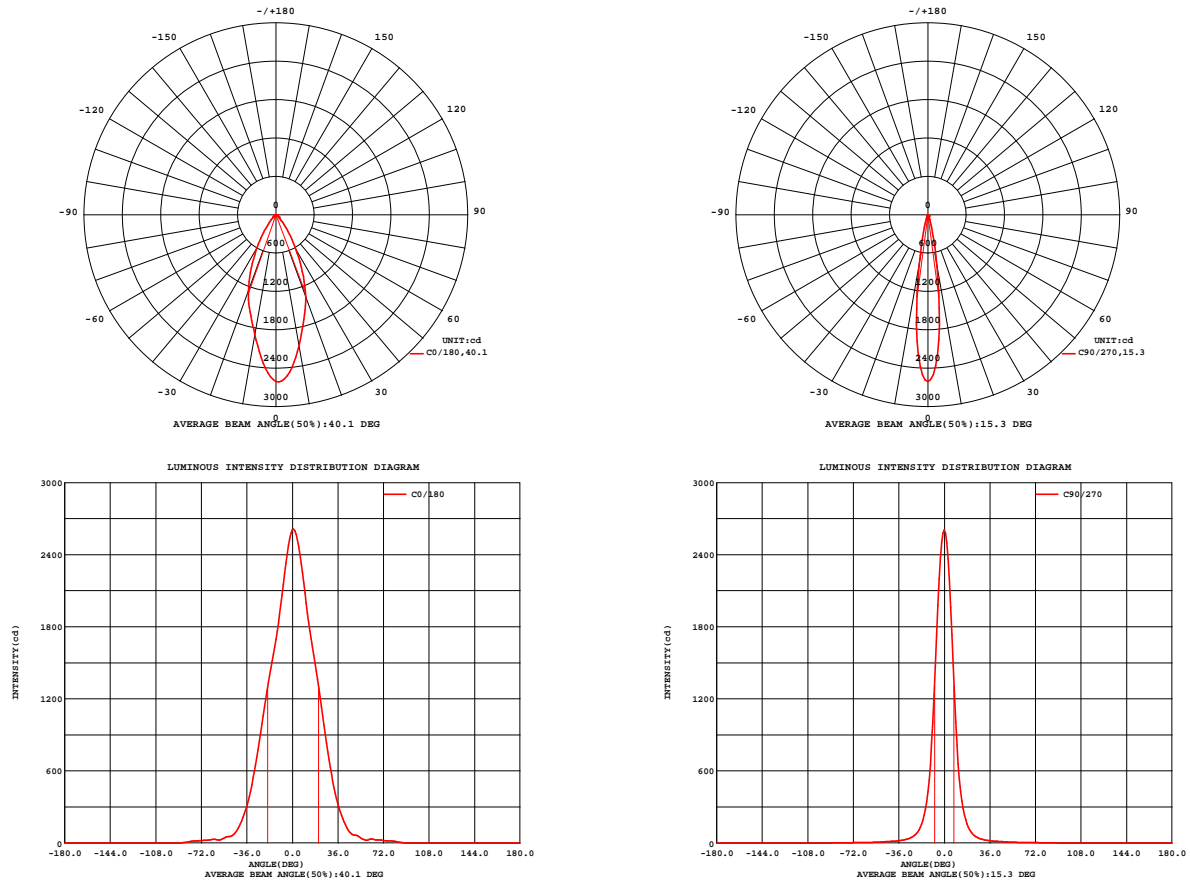 -/+180
-150 150
-120 120
-90 90
-60 60
-30 30
0
600
1200
1800
2400
3000
0
UNIT:cd
C0/180,40.1
AVERAGE BEAM ANGLE(50%):40.1 DEG
-/+180
-150 150
-120 120
-90 90
-60 60
-30 30
0
600
1200
1800
2400
3000
0
UNIT:cd
C90/270,15.3
AVERAGE BEAM ANGLE(50%):15.3 DEG
LUMINOUS INTENSITY DISTRIBUTION DIAGRAM
C0/180
INTENSITY(cd)
3000
2400
1800
1200
600
0
-180.0 -144.0 -108.0 -72.0 -36.0 0.0 36.0 72.0 108.0 144.0 180.0
ANGLE(DEG)
AVERAGE BEAM ANGLE(50%):40.1 DEG
LUMINOUS INTENSITY DISTRIBUTION DIAGRAM
C90/270
INTENSITY(cd)
3000
2400
1800
1200
600
0
-180.0 -144.0 -108.0 -72.0 -36.0 0.0 36.0 72.0 108.0 144.0 180.0
ANGLE(DEG)
AVERAGE BEAM ANGLE(50%):15.3 DEG